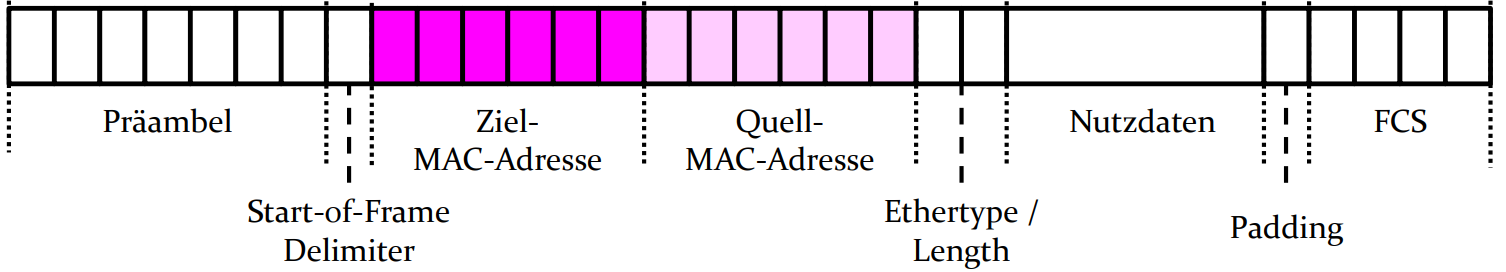 Präambel
Ziel-
MAC-Adresse
Quell-
MAC-Adresse
Nutzdaten
FCS
Start-of-Frame
Delimiter
Ethertype /
Length
Padding